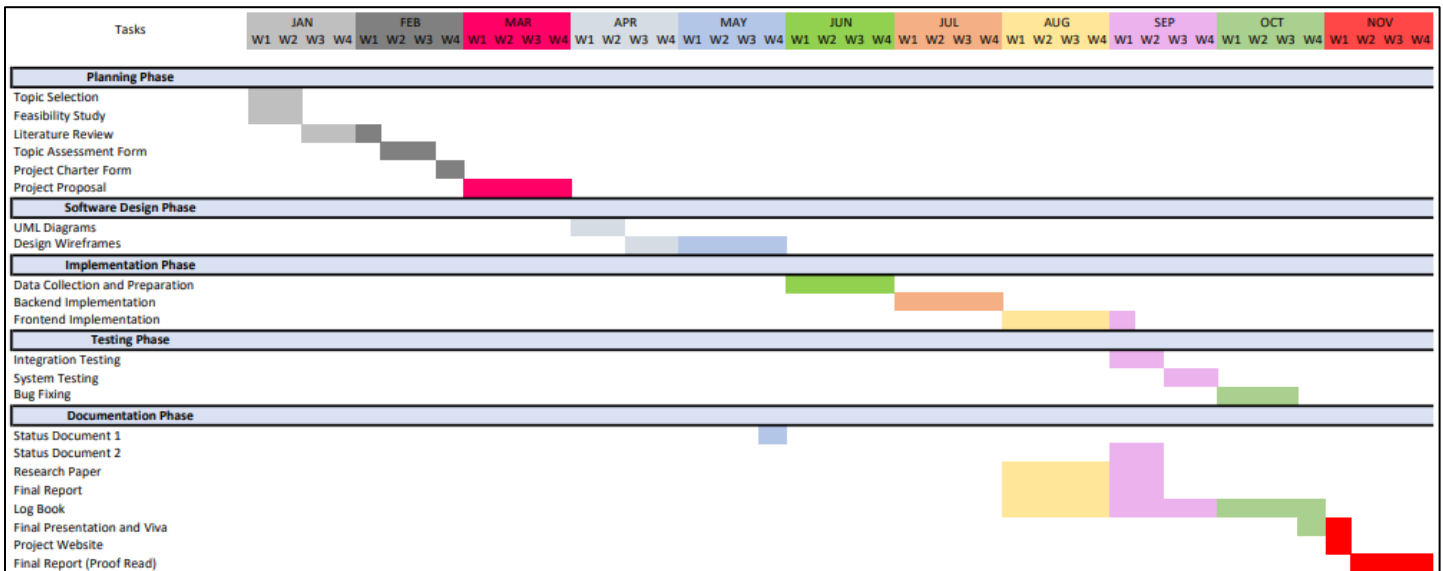 Tasks
JAN FEB MAR APR MAY JUN JUL AUG SEP OCT NOV
W1 W2 W3 W4 W1 W2 W3 W4 W1 W2 W3 W4 W1 W2 W3 W4 W1 W2 W3 W4 W1 W2 W3 W4 W1 W2 W3 W4 W1 W2 W3 W4 W1 W2 W3 W4 W1 W2 W3 W4 W1 W2 W3 W4
Planning Phase
Topic Selection
Feasibility Study
Literature Review
Topic Assessment Form
Project Charter Form
Project Proposal
Software Design Phase
UML Diagrams
Design Wireframes
Implementation Phase
Data Collection and Preparation
Backend Implementation
Frontend Implementation
Testing Phase
Integration Testing
System Testing
Bug Fixing
Documentation Phase
Status Document 1
Status Document 2
Research Paper
Final Report
Log Book
Final Presentation and Viva
Project Website
Final Report (Proof Read)